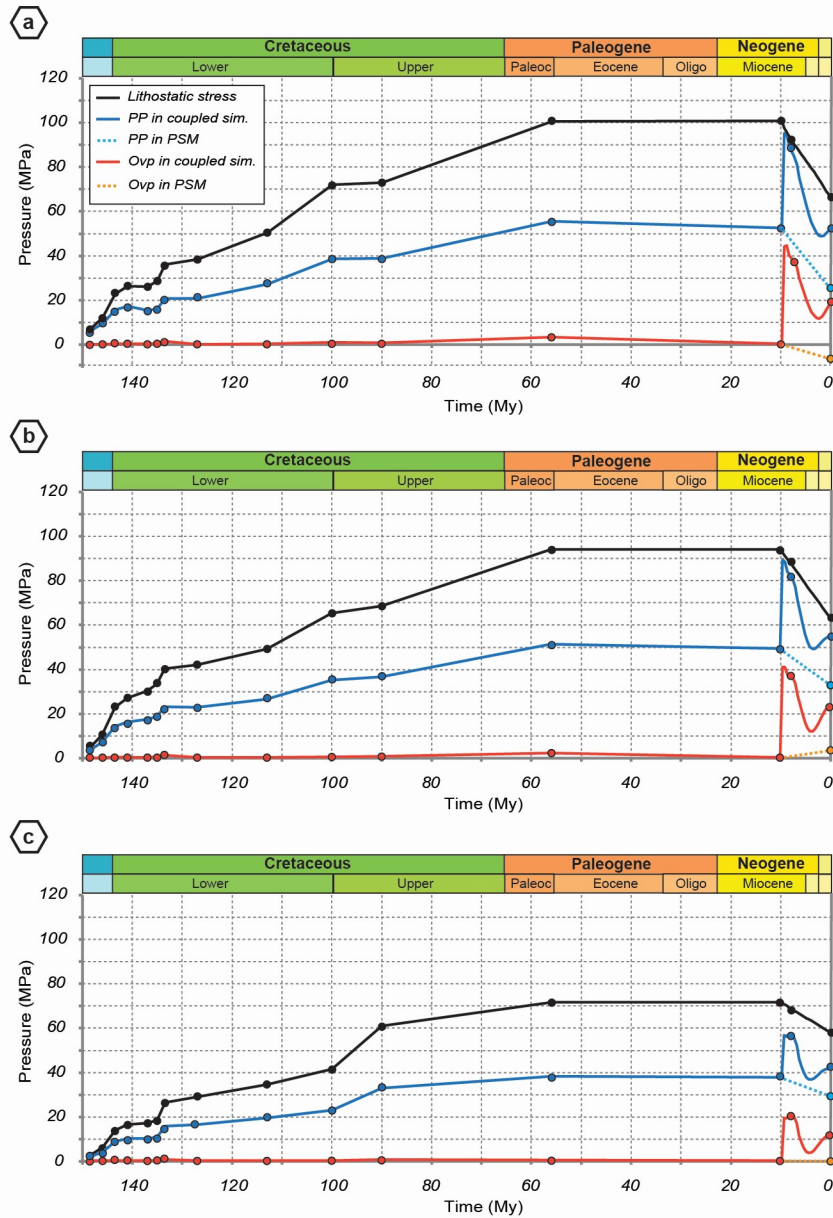 a
Cretaceous Paleogene Neogene
Lower Upper Paleoc Eocene Oligo Miocene
120
100
80
60
40
20
0
Pressure (MPa)
Lithostatic stress
PP in coupled sim.
PP in PSM
Ovp in coupled sim.
Ovp in PSM
140 120 100 80 60 40 20 0
Time (My)
b
Cretaceous Paleogene Neogene
Lower Upper Paleoc Eocene Oligo Miocene
120
100
80
60
40
20
0
Pressure (MPa)
140 120 100 80 60 40 20 0
Time (My)
c
Cretaceous Paleogene Neogene
Lower Upper Paleoc Eocene Oligo Miocene
120
100
80
60
40
20
0
Pressure (MPa)
140 120 100 80 60 40 20 0
Time (My)